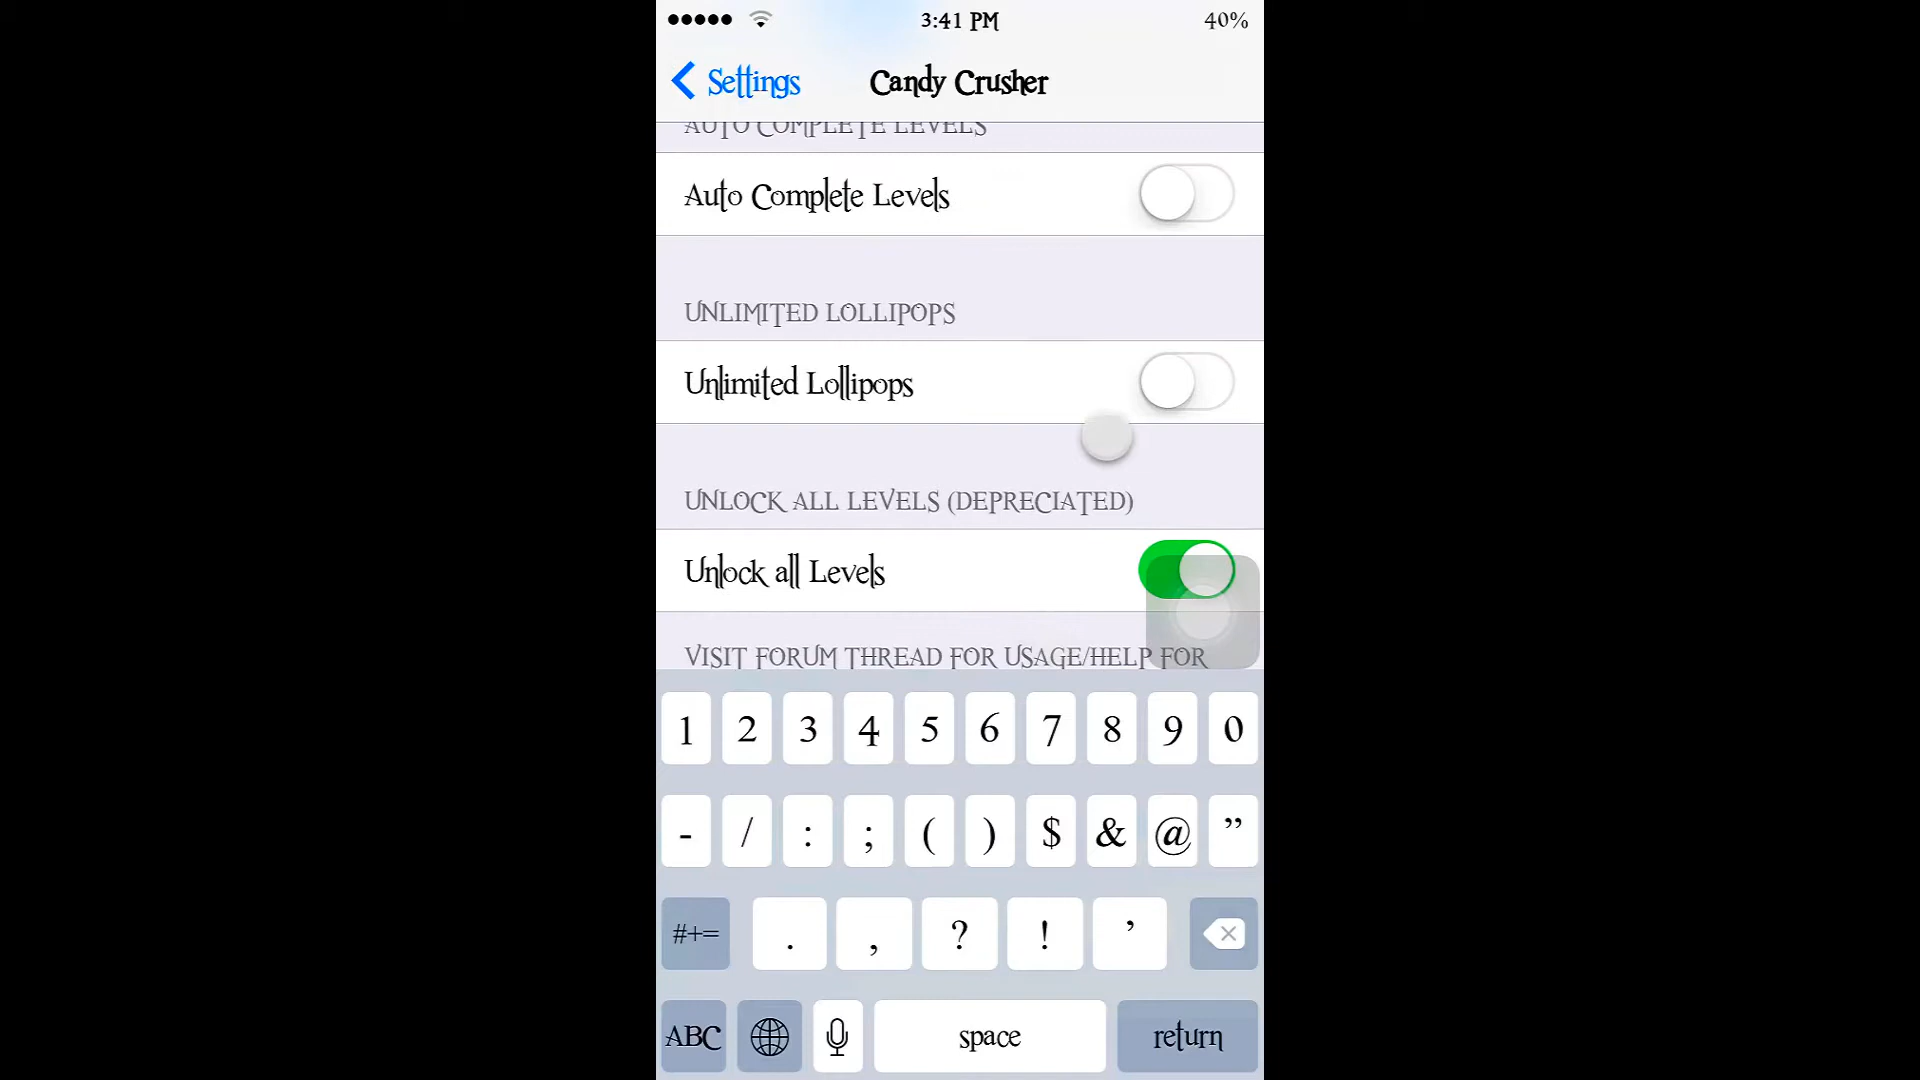 3:41 PM
40%
Settings
Candy Crusher
AUTO COMPLETE LEVELS
Auto Complete Levels
UNLIMITED LOLLIPOPS
Unlimited Lollipops
UNLOCK ALL LEVELS (DEPRECIATED)
Unlock all Levels
VISIT FORUM THREAD FOR USAGE/HELP FOR
1 2 3 4 5 6 7 8 9 0
- / : ; ( ) $ & @ ”
#+= . , ? ! ’
ABC space return